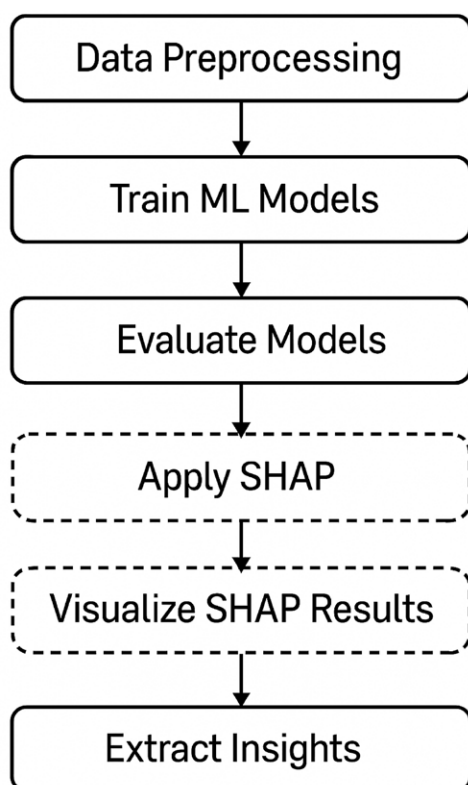 Data Preprocessing
Train ML Models
Evaluate Models
Apply SHAP
Visualize SHAP Results
Extract Insights